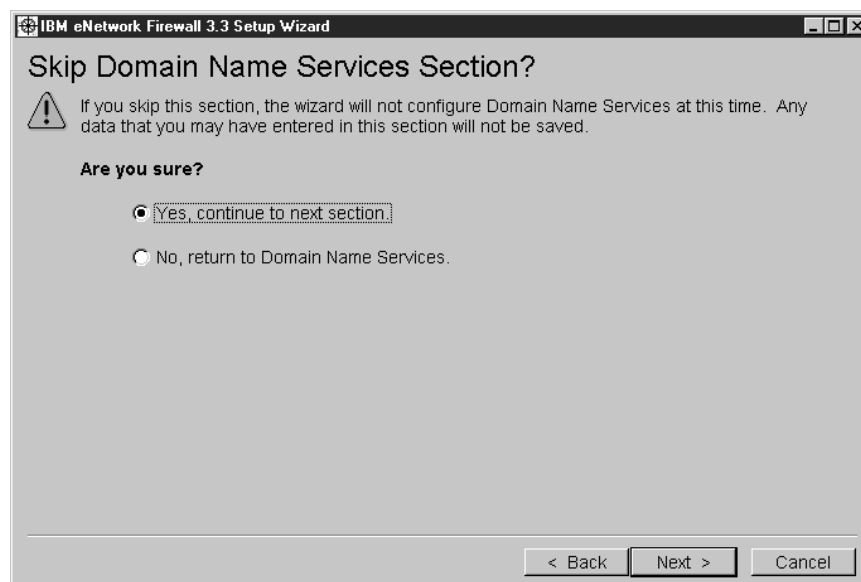 IBM eNetwork Firewall 3.3 Setup Wizard
Skip Domain Name Services Section?
If you skip this section, the wizard will not configure Domain Name Services at this time. Any
data that you may have entered in this section will not be saved.
Are you sure?
Yes, continue to next section.
No, return to Domain Name Services.
< Back Next > Cancel